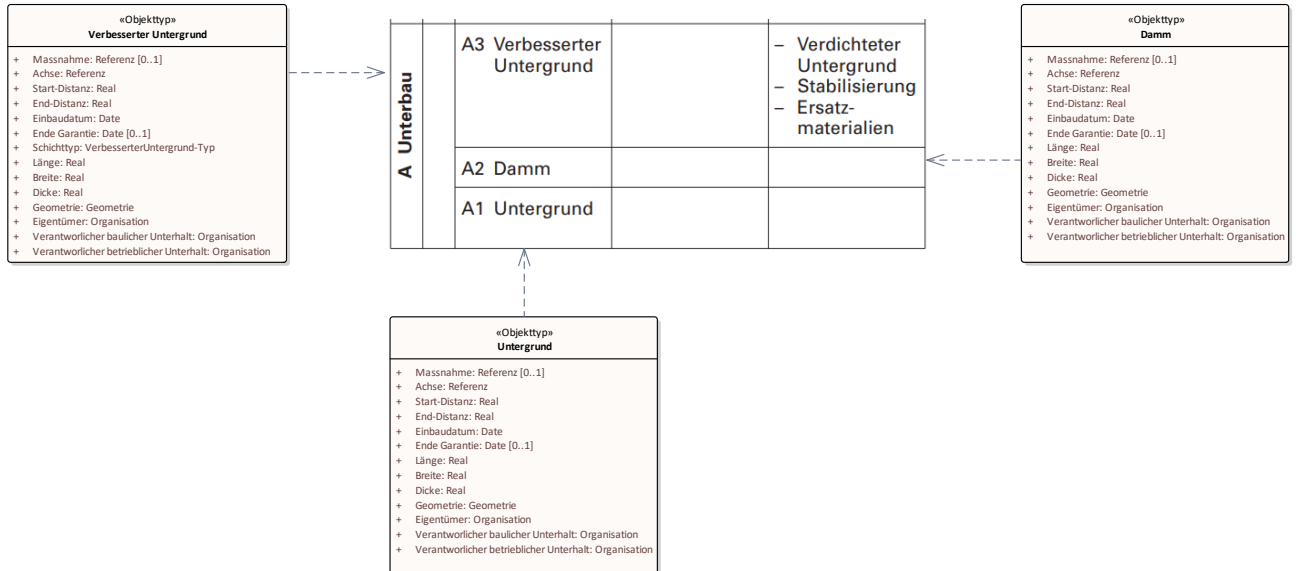 «Objekttyp»
Verbesserter Untergrund
+ Massnahme: Referenz [0..1]
+ Achse: Referenz
+ Start-Distanz: Real
+ End-Distanz: Real
+ Einbaudatum: Date
+ Ende Garantie: Date [0..1]
+ Schichttyp: VerbesserterUntergrund-Typ
+ Länge: Real
+ Breite: Real
+ Dicke: Real
+ Geometrie: Geometrie
+ Eigentümer: Organisation
+ Verantworlicher baulicher Unterhalt: Organisation
+ Verantworlicher betrieblicher Unterhalt: Organisation
A Unterbau
A3 Verbesserter
Untergrund
– Verdichteter
Untergrund
– Stabilisierung
– Ersatz-
materialien
A2 Damm
A1 Untergrund
«Objekttyp»
Damm
+ Massnahme: Referenz [0..1]
+ Achse: Referenz
+ Start-Distanz: Real
+ End-Distanz: Real
+ Einbaudatum: Date
+ Ende Garantie: Date [0..1]
+ Länge: Real
+ Breite: Real
+ Dicke: Real
+ Geometrie: Geometrie
+ Eigentümer: Organisation
+ Verantworlicher baulicher Unterhalt: Organisation
+ Verantworlicher betrieblicher Unterhalt: Organisation
«Objekttyp»
Untergrund
+ Massnahme: Referenz [0..1]
+ Achse: Referenz
+ Start-Distanz: Real
+ End-Distanz: Real
+ Einbaudatum: Date
+ Ende Garantie: Date [0..1]
+ Länge: Real
+ Breite: Real
+ Dicke: Real
+ Geometrie: Geometrie
+ Eigentümer: Organisation
+ Verantworlicher baulicher Unterhalt: Organisation
+ Verantworlicher betrieblicher Unterhalt: Organisation